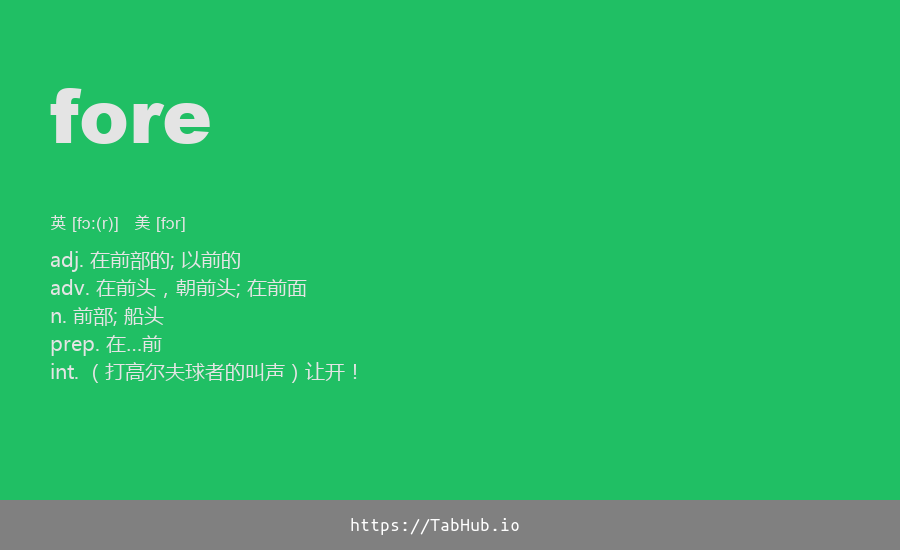 fore
英 [fɔː(r)] 美 [fɔr]
adj. 在前部的; 以前的
adv. 在前头，朝前头; 在前面
n. 前部; 船头
prep. 在...前
int. （打高尔夫球者的叫声）让开！
https://TabHub.io